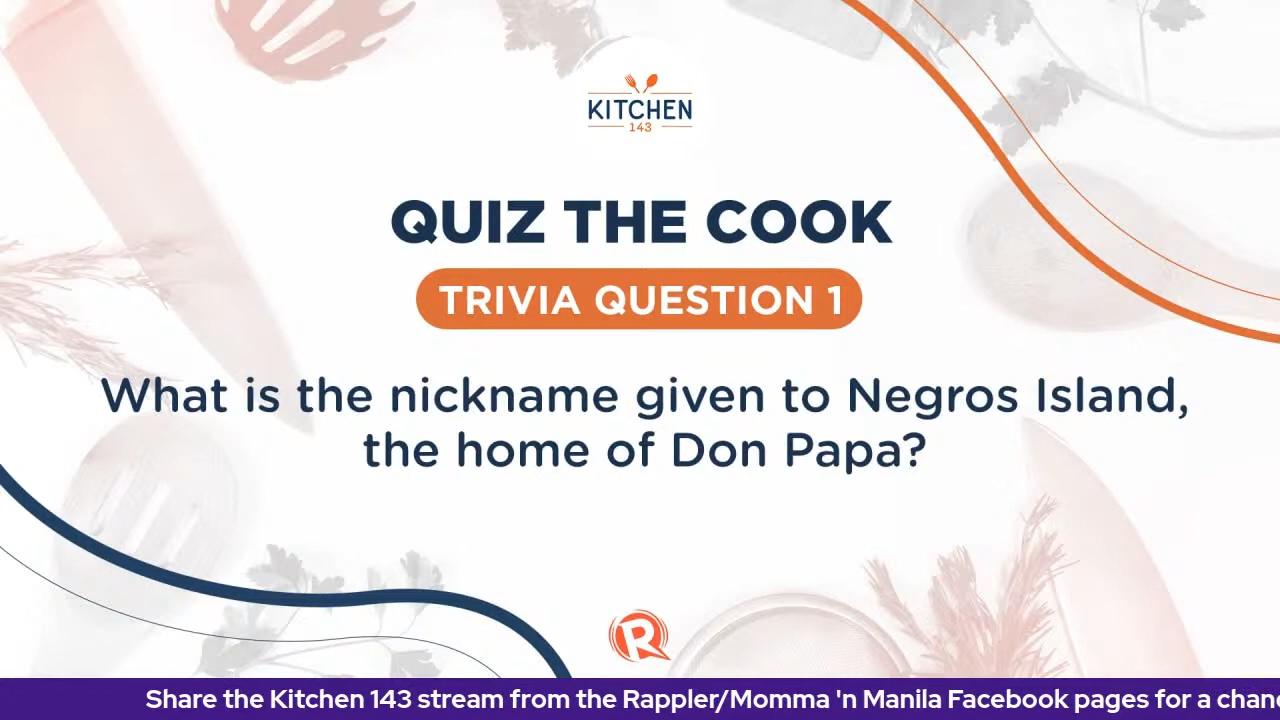 KITCHEN
143
QUIZ THE COOK
TRIVIA QUESTION 1
What is the nickname given to Negros Island,
the home of Don Papa?
R
Share the Kitchen 143 stream from the Rappler/Momma 'n Manila Facebook pages for a chan